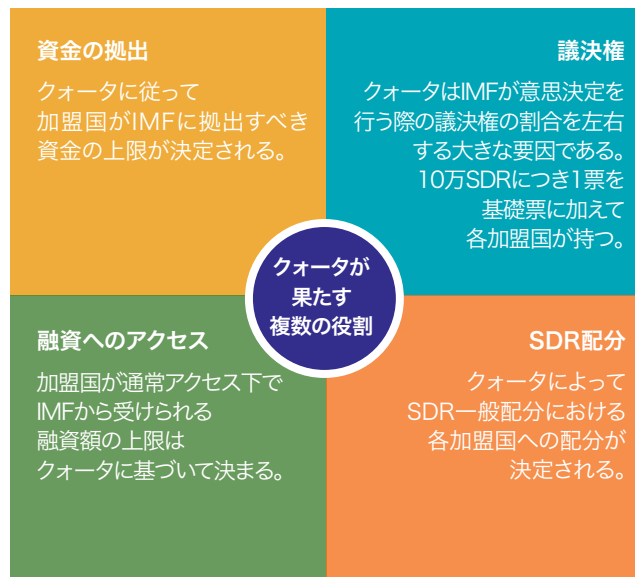 資金の拠出
クォータに従って
加盟国がIMFに拠出すべき
資金の上限が決定される。
議決権
クォータはIMFが意思決定を
行う際の議決権の割合を左右
する大きな要因である。
10万SDRにつき1票を
基礎票に加えて
各加盟国が持つ。
クォータが
果たす
複数の役割
融資へのアクセス
加盟国が通常アクセス下で
IMFから受けられる
融資額の上限は
クォータに基づいて決まる。
SDR配分
クォータによって
SDR一般配分における
各加盟国への配分が
決定される。